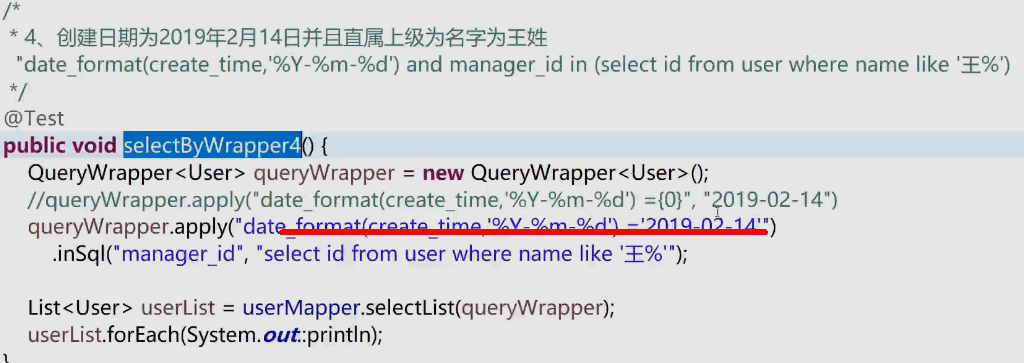 /*
* 4、创建日期为2019年2月14日并且直属上级为名字为王姓
"date_format(create_time,'%Y-%m-%d') and manager_id in (select id from user where name like '王%')
*/
@Test
public void selectByWrapper4() {
QueryWrapper<User> queryWrapper = new QueryWrapper<User>();
//queryWrapper.apply("date_format(create_time,'%Y-%m-%d') ={0}", "2019-02-14")
queryWrapper.apply("date_format(create_time,'%Y-%m-%d') ='2019-02-14'")
.inSql("manager_id", "select id from user where name like '王%'");
List<User> userList = userMapper.selectList(queryWrapper);
userList.forEach(System.out::println);
}